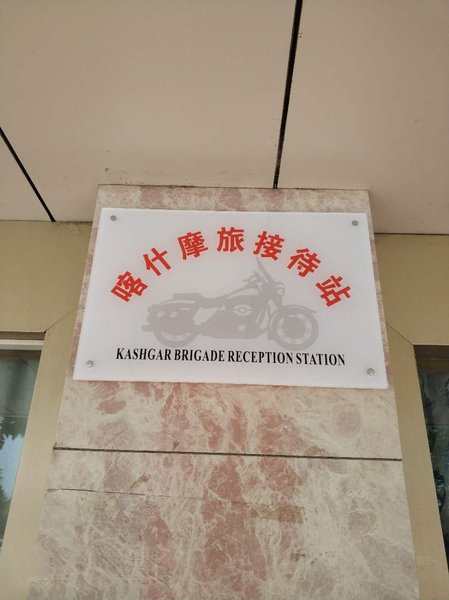 喀什摩旅接待站
KASHGAR BRIGADE RECEPTION STATION